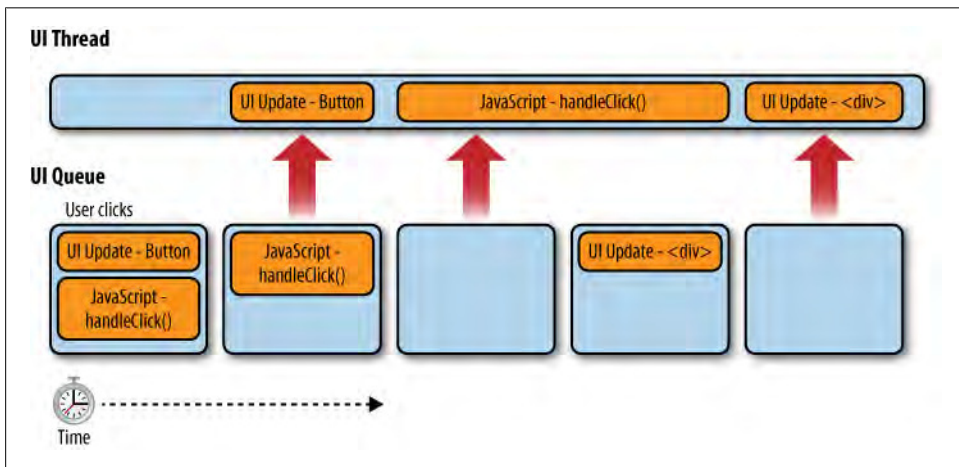 UI Thread
UI Update - Button
JavaScript - handleClick()
UI Update - <div>
UI Queue
User clicks
UI Update - Button
JavaScript -
handleClick()
JavaScript -
handleClick()
UI Update - <div>
Time